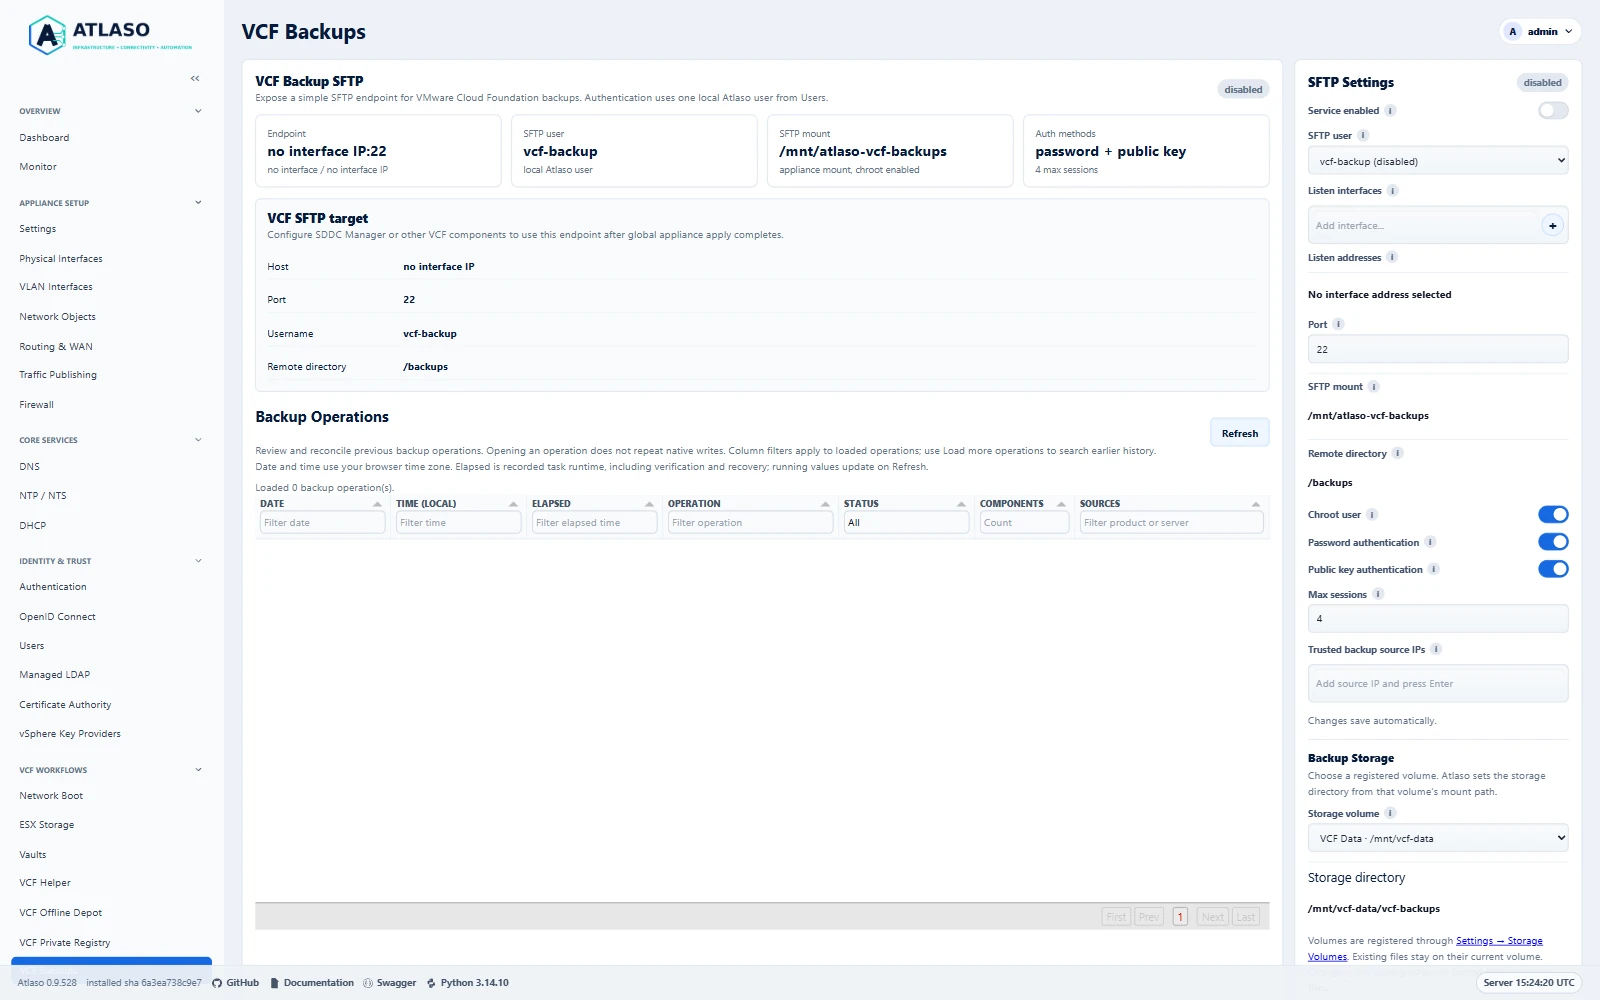 ATLASO
INFRASTRUCTURE • CONNECTIVITY • AUTOMATION
OVERVIEW
Dashboard
Monitor
APPLIANCE SETUP
Settings
Physical Interfaces
VLAN Interfaces
Network Objects
Routing & WAN
Traffic Publishing
Firewall
CORE SERVICES
DNS
NTP / NTS
DHCP
IDENTITY & TRUST
Authentication
OpenID Connect
Users
Managed LDAP
Certificate Authority
vSphere Key Providers
VCF WORKFLOWS
Network Boot
ESX Storage
Vaults
VCF Helper
VCF Offline Depot
VCF Private Registry
VCF Backups
A admin
VCF Backup SFTP
Expose a simple SFTP endpoint for VMware Cloud Foundation backups. Authentication uses one local Atlaso user from Users.
disabled
Endpoint
no interface IP:22
no interface / no interface IP
SFTP user
vcf-backup
local Atlaso user
SFTP mount
/mnt/atlaso-vcf-backups
appliance mount, chroot enabled
Auth methods
password + public key
4 max sessions
VCF SFTP target
Configure SDDC Manager or other VCF components to use this endpoint after global appliance apply completes.
Host no interface IP
Port 22
Username vcf-backup
Remote directory /backups
Backup Operations
Refresh
Review and reconcile previous backup operations. Opening an operation does not repeat native writes. Column filters apply to loaded operations; use Load more operations to search earlier history.
Date and time use your browser time zone. Elapsed is recorded task runtime, including verification and recovery; running values update on Refresh.
Loaded 0 backup operation(s).
DATE TIME (LOCAL) ELAPSED OPERATION STATUS COMPONENTS SOURCES
Filter date Filter time Filter elapsed time Filter operation All Count Filter product or server
First Prev 1 Next Last
SFTP Settings disabled
Service enabled i
SFTP user i
vcf-backup (disabled)
Listen interfaces i
Add interface... +
Listen addresses i
No interface address selected
Port i
22
SFTP mount i
/mnt/atlaso-vcf-backups
Remote directory i
/backups
Chroot user i
Password authentication i
Public key authentication i
Max sessions i
4
Trusted backup source IPs i
Add source IP and press Enter
Changes save automatically.
Backup Storage
Choose a registered volume. Atlaso sets the storage
directory from that volume's mount path.
Storage volume i
VCF Data · /mnt/vcf-data
Storage directory
/mnt/vcf-data/vcf-backups
Volumes are registered through Settings → Storage
Volumes. Existing files stay on their current volume.
Atlaso 0.9.528 installed sha 6a3ea738c9e7 GitHub Documentation Swagger Python 3.14.10
Server 15:24:20 UTC